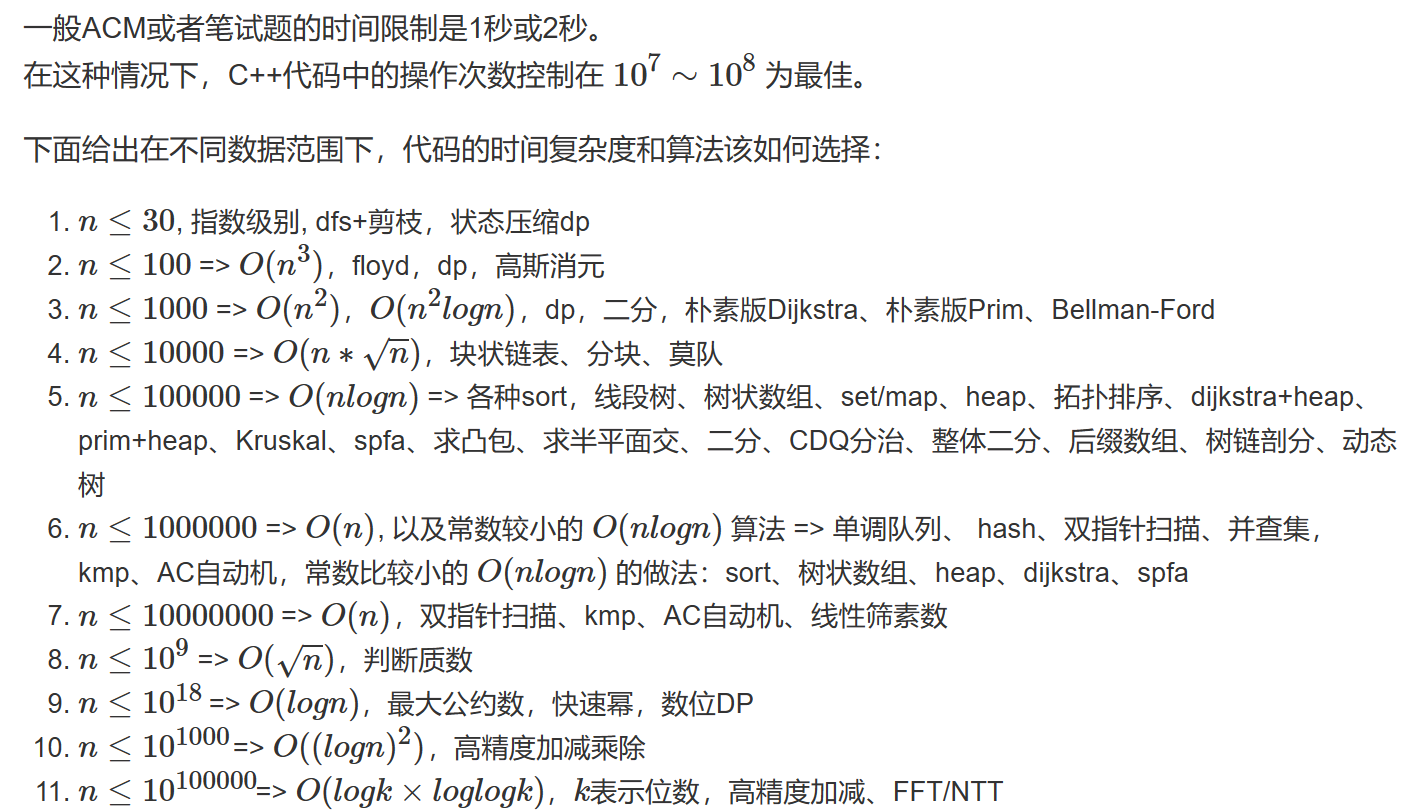 一般ACM或者笔试题的时间限制是1秒或2秒。
在这种情况下，C++代码中的操作次数控制在 10^7 ∼ 10^8 为最佳。
下面给出在不同数据范围下，代码的时间复杂度和算法该如何选择：
1. n ≤ 30, 指数级别, dfs+剪枝，状态压缩dp
2. n ≤ 100 => O(n^3)，floyd，dp，高斯消元
3. n ≤ 1000 => O(n^2)，O(n^2logn)，dp，二分，朴素版Dijkstra、朴素版Prim、Bellman-Ford
4. n ≤ 10000 => O(n ∗ √n)，块状链表、分块、莫队
5. n ≤ 100000 => O(nlogn) => 各种sort，线段树、树状数组、set/map、heap、拓扑排序、dijkstra+heap、
prim+heap、Kruskal、spfa、求凸包、求半平面交、二分、CDQ分治、整体二分、后缀数组、树链剖分、动态
树
6. n ≤ 1000000 => O(n), 以及常数较小的 O(nlogn) 算法 => 单调队列、 hash、双指针扫描、并查集，
kmp、AC自动机，常数比较小的 O(nlogn) 的做法：sort、树状数组、heap、dijkstra、spfa
7. n ≤ 10000000 => O(n)，双指针扫描、kmp、AC自动机、线性筛素数
8. n ≤ 10^9 => O(√n)，判断质数
9. n ≤ 10^18 => O(logn)，最大公约数，快速幂，数位DP
10. n ≤ 10^1000 => O((logn)^2)，高精度加减乘除
11. n ≤ 10^100000 => O(logk × loglogk)，k表示位数，高精度加减、FFT/NTT